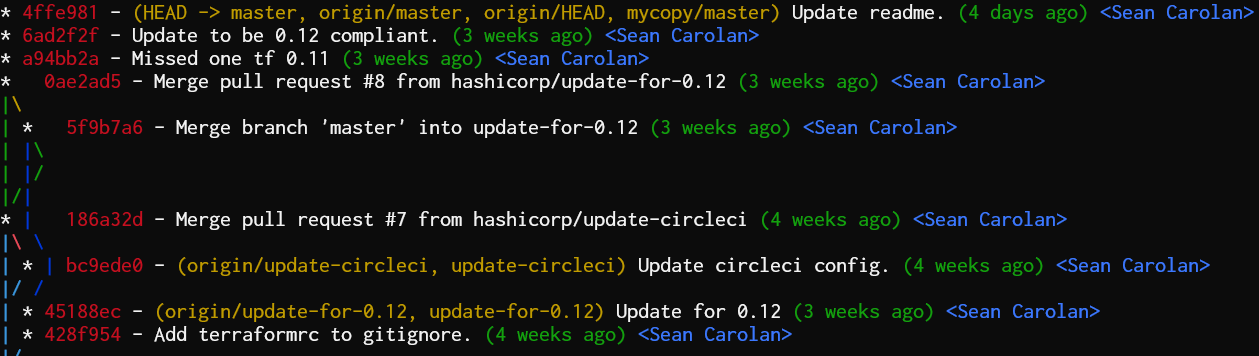 * 4ffe981 - (HEAD -> master, origin/master, origin/HEAD, mycopy/master) Update readme. (4 days ago) <Sean Carolan>
* 6ad2f2f - Update to be 0.12 compliant. (3 weeks ago) <Sean Carolan>
* a94bb2a - Missed one tf 0.11 (3 weeks ago) <Sean Carolan>
*   0ae2ad5 - Merge pull request #8 from hashicorp/update-for-0.12 (3 weeks ago) <Sean Carolan>
|\
| *   5f9b7a6 - Merge branch 'master' into update-for-0.12 (3 weeks ago) <Sean Carolan>
| |\
| |/
|/|
* |   186a32d - Merge pull request #7 from hashicorp/update-circleci (4 weeks ago) <Sean Carolan>
|\ \
| * | bc9ede0 - (origin/update-circleci, update-circleci) Update circleci config. (4 weeks ago) <Sean Carolan>
|/ /
| * 45188ec - (origin/update-for-0.12, update-for-0.12) Update for 0.12 (3 weeks ago) <Sean Carolan>
| * 428f954 - Add terraformrc to gitignore. (4 weeks ago) <Sean Carolan>
|/